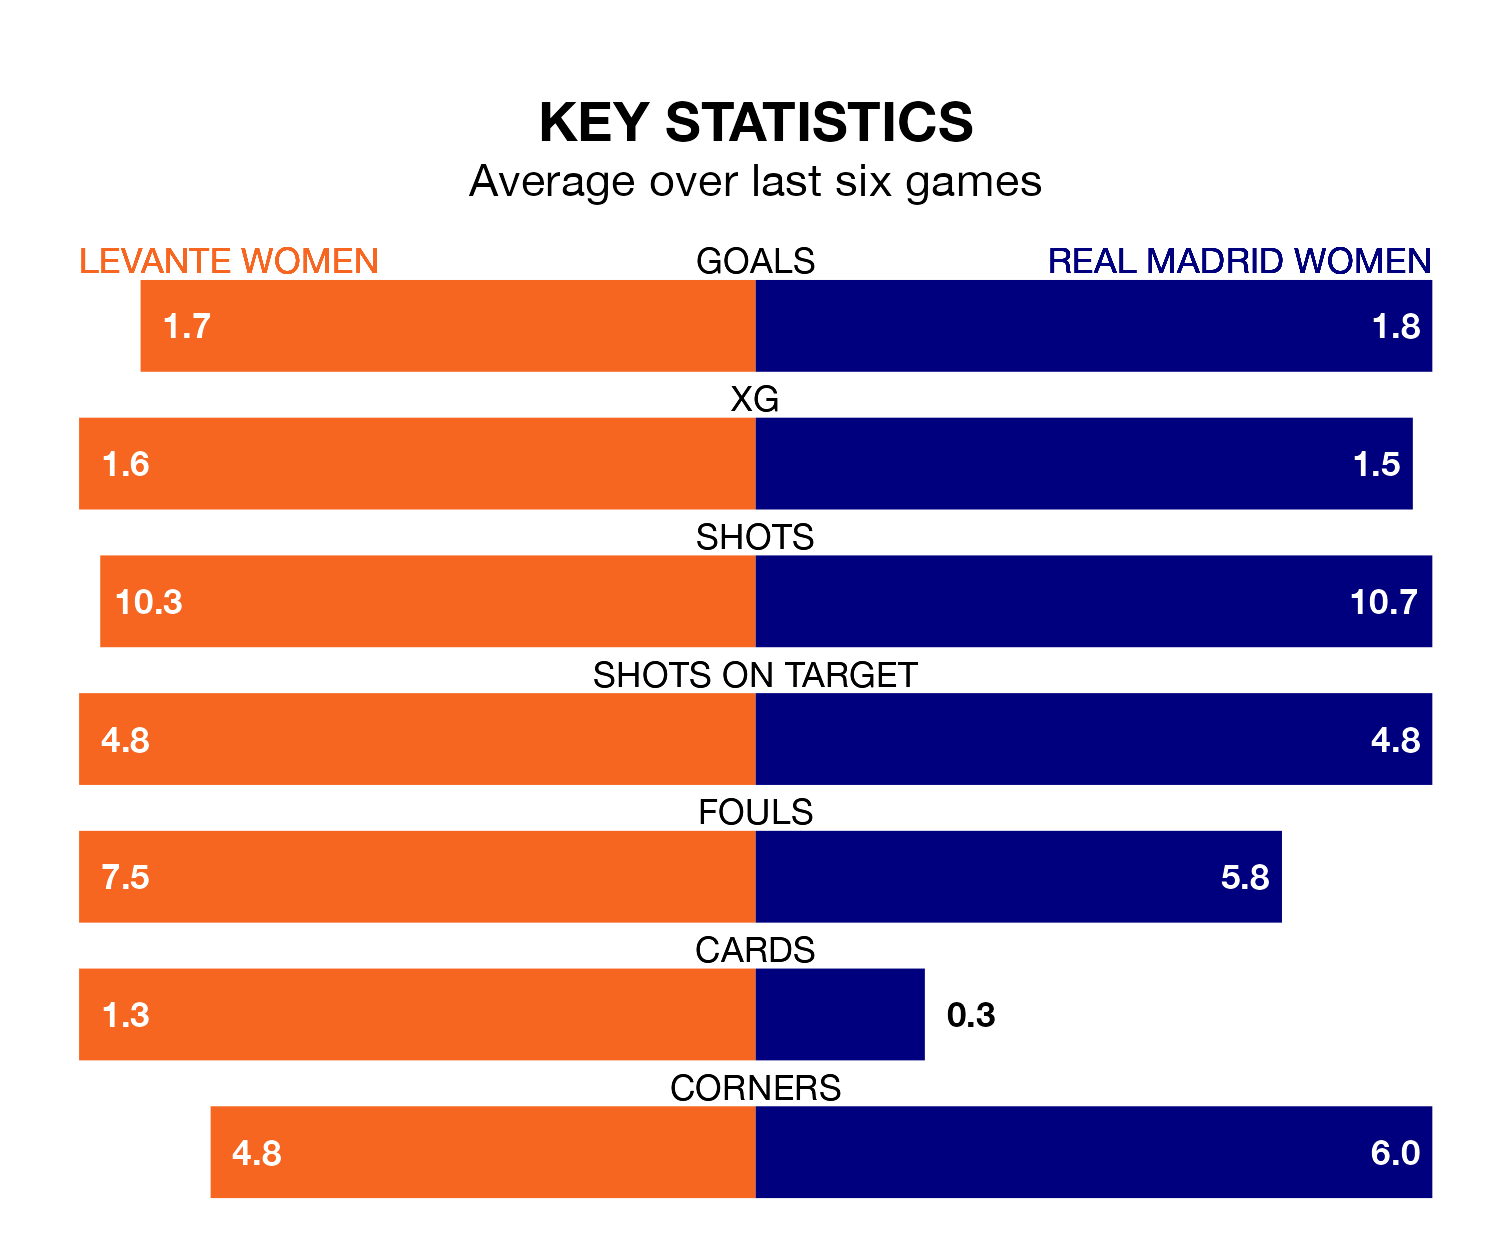 KEY STATISTICS
Average over last six games
LEVANTE WOMEN GOALS REAL MADRID WOMEN
1.7 1.8
XG
1.6 1.5
SHOTS
10.3 10.7
SHOTS ON TARGET
4.8 4.8
FOULS
7.5 5.8
CARDS
1.3 0.3
CORNERS
4.8 6.0